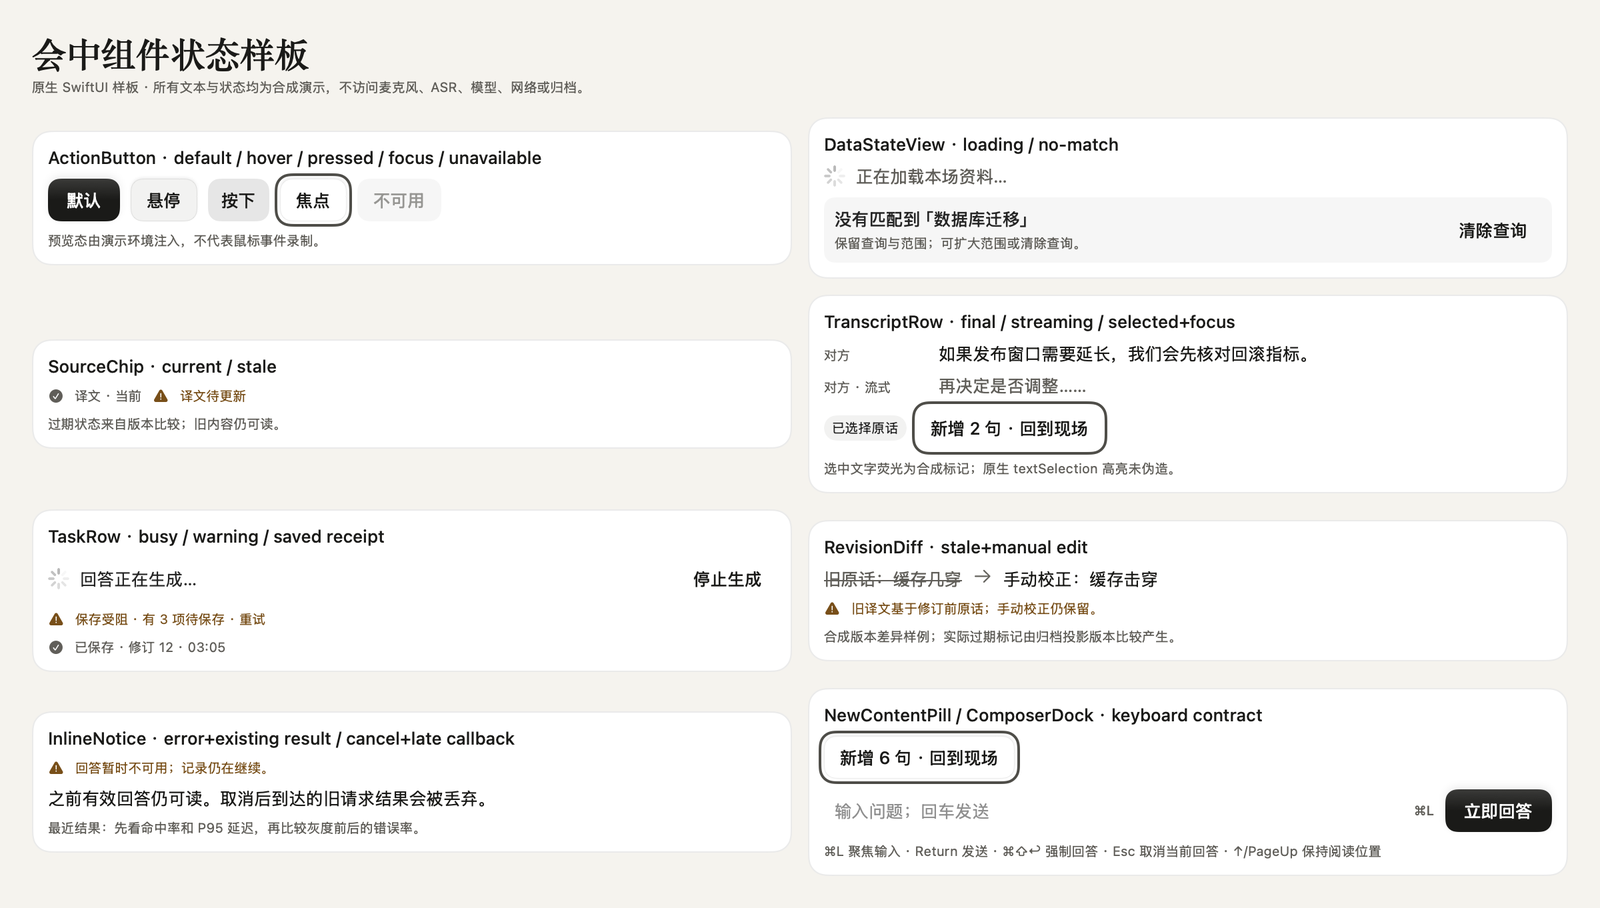 会中组件状态样板
原生 SwiftUI 样板 · 所有文本与状态均为合成演示，不访问麦克风、ASR、模型、网络或归档。
ActionButton · default / hover / pressed / focus / unavailable
默认 悬停 按下 焦点 不可用
预览态由演示环境注入，不代表鼠标事件录制。
SourceChip · current / stale
译文 · 当前 译文待更新
过期状态来自版本比较；旧内容仍可读。
TaskRow · busy / warning / saved receipt
回答正在生成... 停止生成
保存受阻 · 有 3 项待保存 · 重试
已保存 · 修订 12 · 03:05
InlineNotice · error+existing result / cancel+late callback
回答暂时不可用；记录仍在继续。
之前有效回答仍可读。取消后到达的旧请求结果会被丢弃。
最近结果：先看命中率和 P95 延迟，再比较灰度前后的错误率。
DataStateView · loading / no-match
正在加载本场资料...
没有匹配到「数据库迁移」
保留查询与范围；可扩大范围或清除查询。
清除查询
TranscriptRow · final / streaming / selected+focus
对方 如果发布窗口需要延长，我们会先核对回滚指标。
对方 · 流式 再决定是否调整......
已选择原话 新增 2 句 · 回到现场
选中文字荧光为合成标记；原生 textSelection 高亮未伪造。
RevisionDiff · stale+manual edit
旧原话：缓存几穿 → 手动校正：缓存击穿
旧译文基于修订前原话；手动校正仍保留。
合成版本差异样例；实际过期标记由归档投影版本比较产生。
NewContentPill / ComposerDock · keyboard contract
新增 6 句 · 回到现场
输入问题；回车发送 ⌘L 立即回答
⌘L 聚焦输入 · Return 发送 · ⌘⇧↩ 强制回答 · Esc 取消当前回答 · ↑/PageUp 保持阅读位置